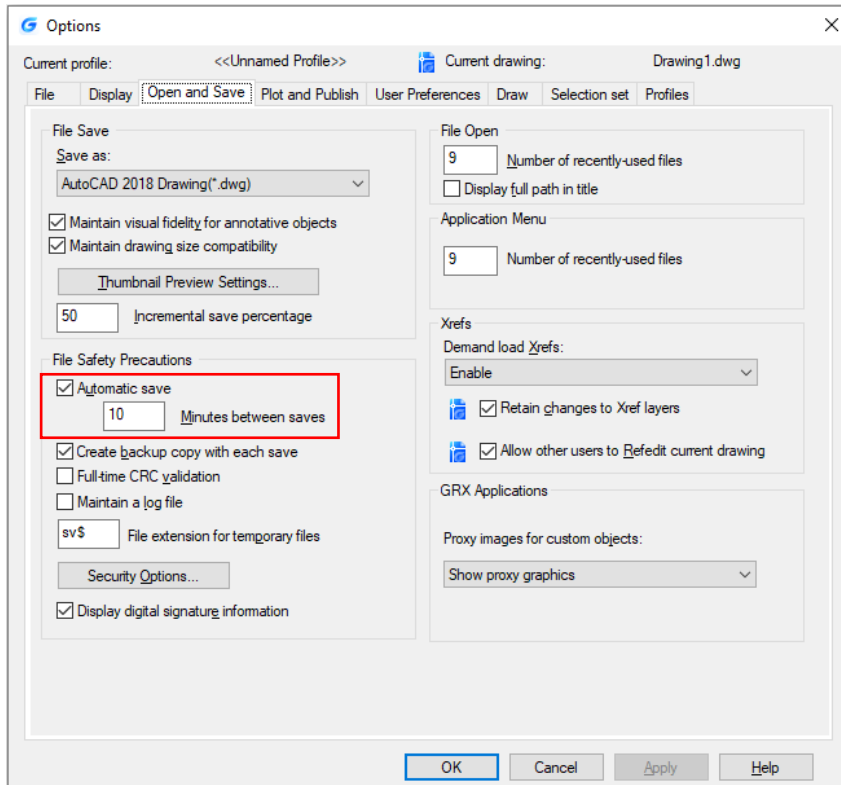 Options
Current profile: <<Unnamed Profile>> Current drawing: Drawing1.dwg
File Display Open and Save Plot and Publish User Preferences Draw Selection set Profiles
File Save
Save as:
AutoCAD 2018 Drawing(*.dwg)
Maintain visual fidelity for annotative objects
Maintain drawing size compatibility
Thumbnail Preview Settings...
50 Incremental save percentage
File Safety Precautions
Automatic save
10 Minutes between saves
Create backup copy with each save
Full-time CRC validation
Maintain a log file
sv$ File extension for temporary files
Security Options...
Display digital signature information
File Open
9 Number of recently-used files
Display full path in title
Application Menu
9 Number of recently-used files
Xrefs
Demand load Xrefs:
Enable
Retain changes to Xref layers
Allow other users to Refedit current drawing
GRX Applications
Proxy images for custom objects:
Show proxy graphics
OK Cancel Apply Help